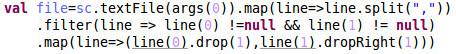 val file=sc.textFile(args(0)).map(line=>line.split(","))
.filter(line => line(0) !=null && line(1) != null)
.map(line=>(line(0).drop(1),line(1).dropRight(1)))